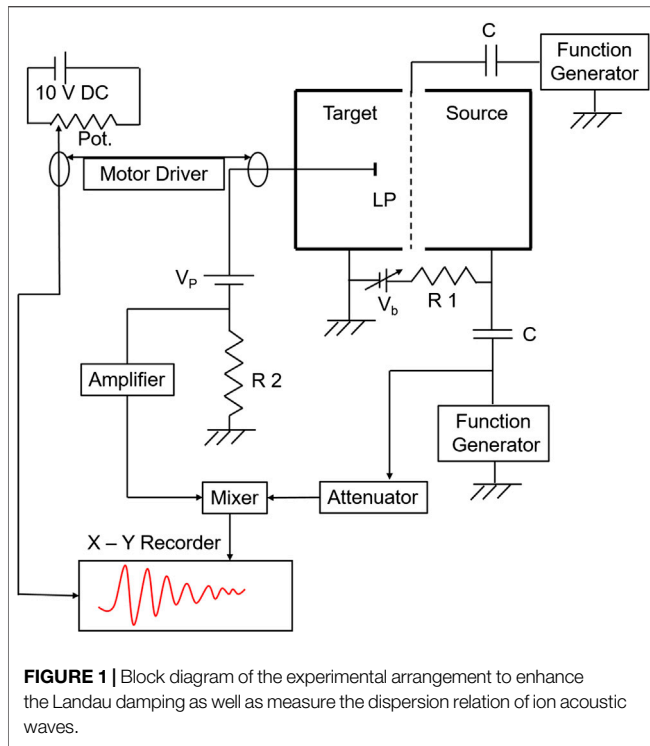 C
Function
Generator
10 V DC
Pot.
Motor Driver
Target
Source
LP
VP
Vb
R 1
C
R 2
Amplifier
Function
Generator
Mixer
Attenuator
X – Y Recorder
FIGURE 1 | Block diagram of the experimental arrangement to enhance
the Landau damping as well as measure the dispersion relation of ion acoustic
waves.